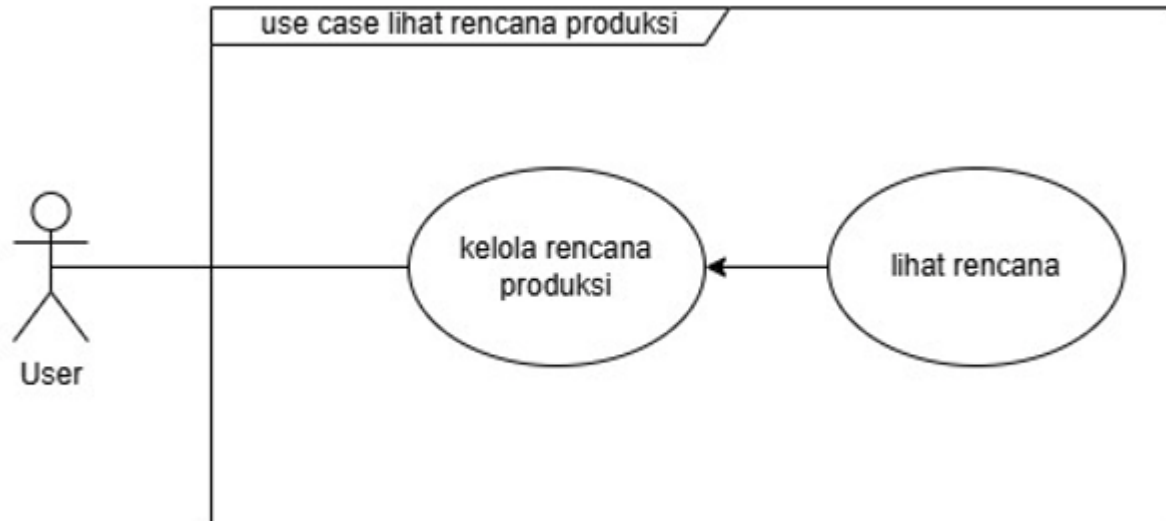 use case lihat rencana produksi
kelola rencana
produksi
lihat rencana
User